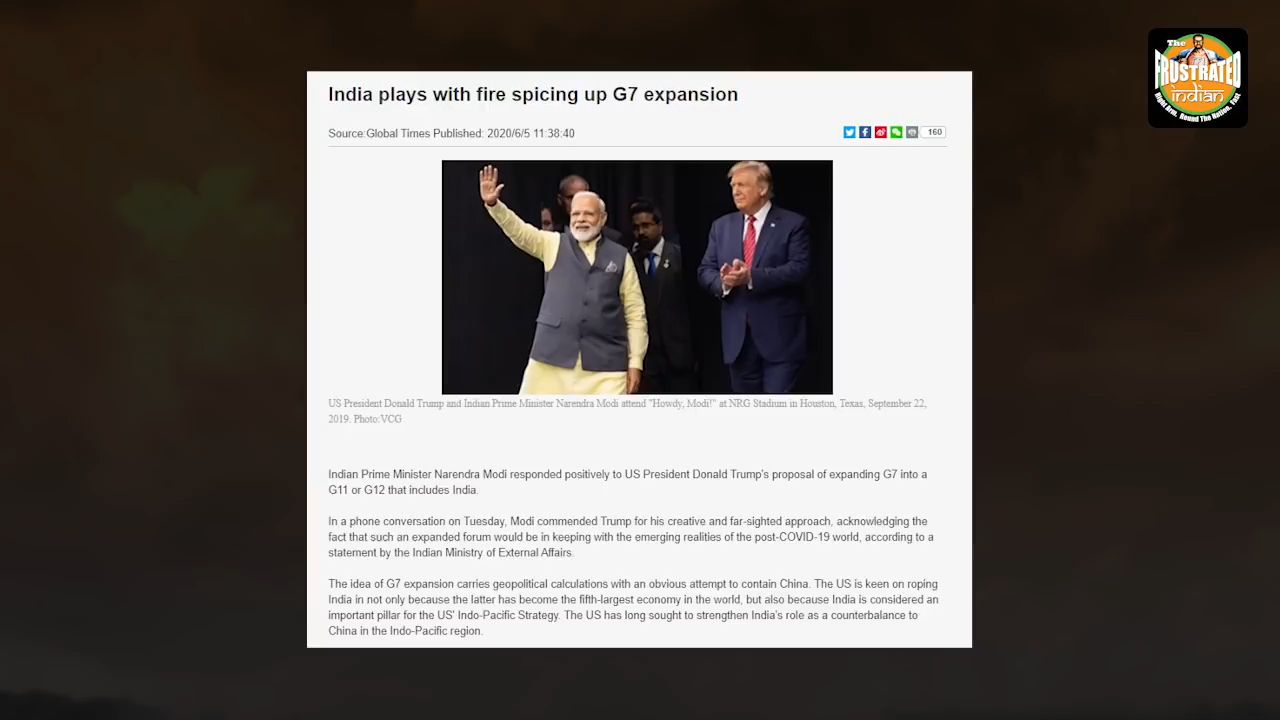 The
FRUSTRATED
indian
Right Arm. Round The Nation. Fast
India plays with fire spicing up G7 expansion
Source:Global Times Published: 2020/6/5 11:38:40
160
US President Donald Trump and Indian Prime Minister Narendra Modi attend "Howdy, Modi!" at NRG Stadium in Houston, Texas, September 22,
2019. Photo:VCG
Indian Prime Minister Narendra Modi responded positively to US President Donald Trump's proposal of expanding G7 into a
G11 or G12 that includes India.
In a phone conversation on Tuesday, Modi commended Trump for his creative and far-sighted approach, acknowledging the
fact that such an expanded forum would be in keeping with the emerging realities of the post-COVID-19 world, according to a
statement by the Indian Ministry of External Affairs.
The idea of G7 expansion carries geopolitical calculations with an obvious attempt to contain China. The US is keen on roping
India in not only because the latter has become the fifth-largest economy in the world, but also because India is considered an
important pillar for the US' Indo-Pacific Strategy. The US has long sought to strengthen India's role as a counterbalance to
China in the Indo-Pacific region.